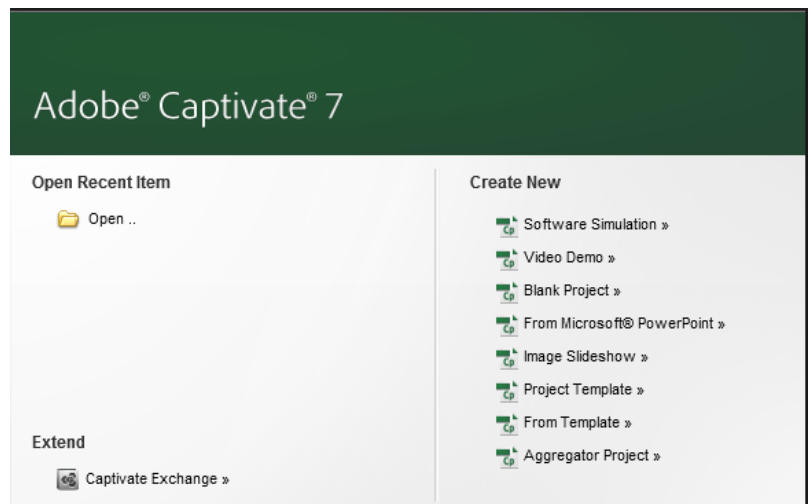 Adobe® Captivate® 7
Open Recent Item
Open ..
Extend
Captivate Exchange »
Create New
Software Simulation »
Video Demo »
Blank Project »
From Microsoft® PowerPoint »
Image Slideshow »
Project Template »
From Template »
Aggregator Project »